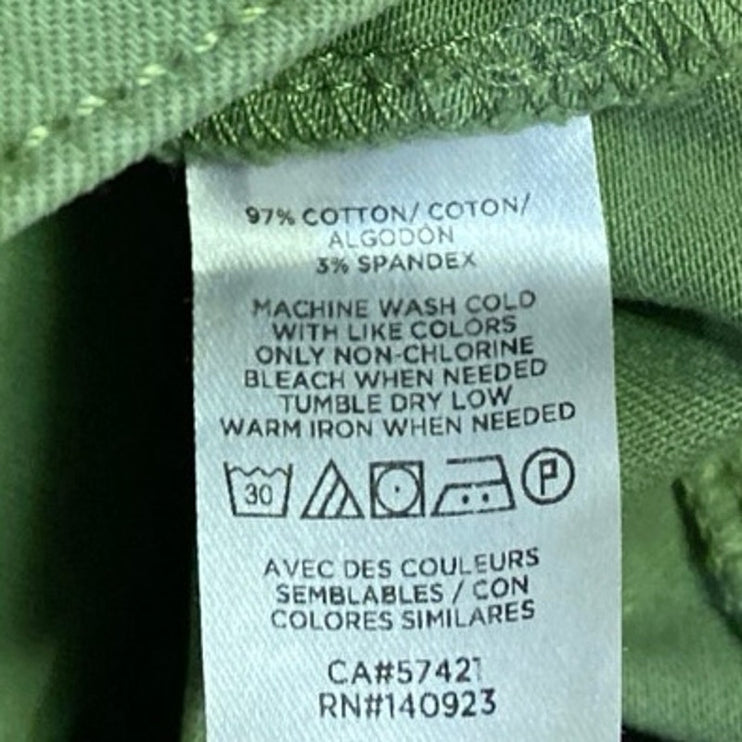 97% COTTON/ COTON/
ALGODÓN
3% SPANDEX
MACHINE WASH COLD
WITH LIKE COLORS
ONLY NON-CHLORINE
BLEACH WHEN NEEDED
TUMBLE DRY LOW
WARM IRON WHEN NEEDED
30 P
AVEC DES COULEURS
SEMBLABLES / CON
COLORES SIMILARES
CA#57421
RN#140923